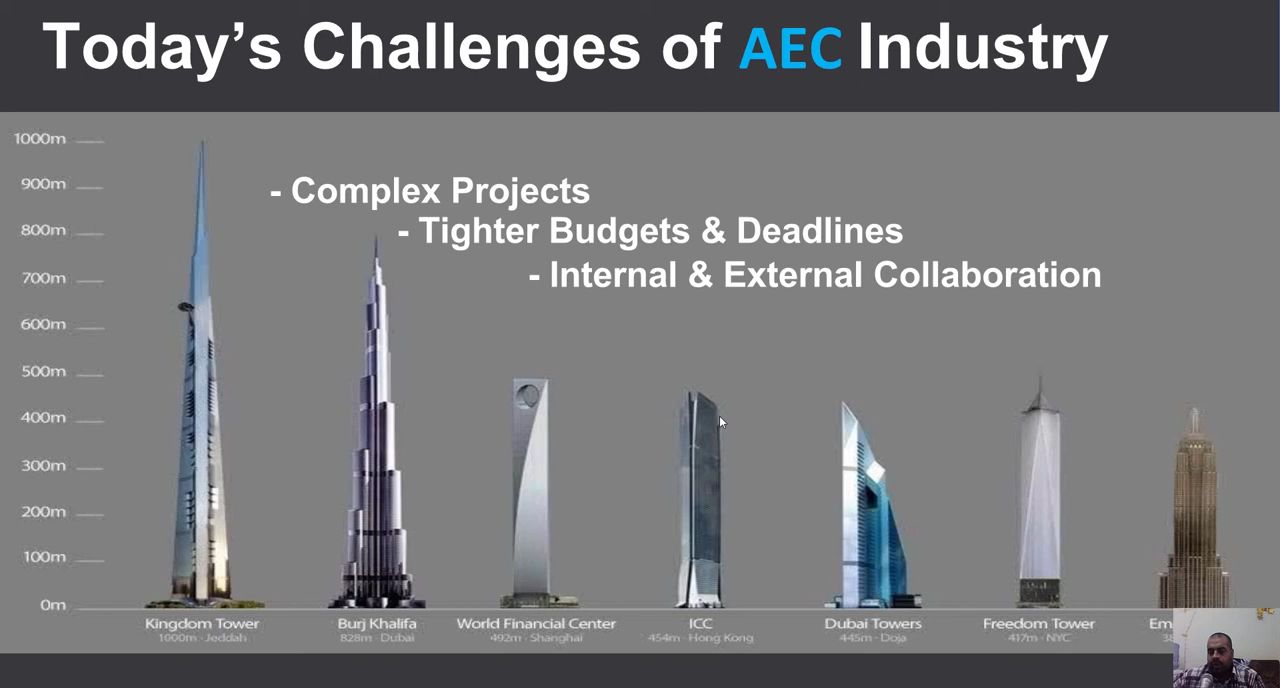 Today's Challenges of AEC Industry
1000m
- Complex Projects
900m
- Tighter Budgets & Deadlines
800m
- Internal & External Collaboration
700m
600m
500m
400m
300m
200m
100m
0m
Kingdom Tower Burj Khalifa World Financial Center ICC Dubai Towers Freedom Tower Em
1000m · Jeddah 828m · Dubai 492m · Shanghai 454m · Hong Kong 445m · Doja 417m · NYC 38